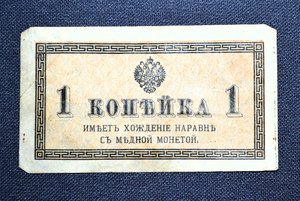 1 КОПѢЙКА 1
ИМѢЕТЪ ХОЖДЕНІЕ НАРАВНѢ
СЪ МѢДНОЙ МОНЕТОЙ.